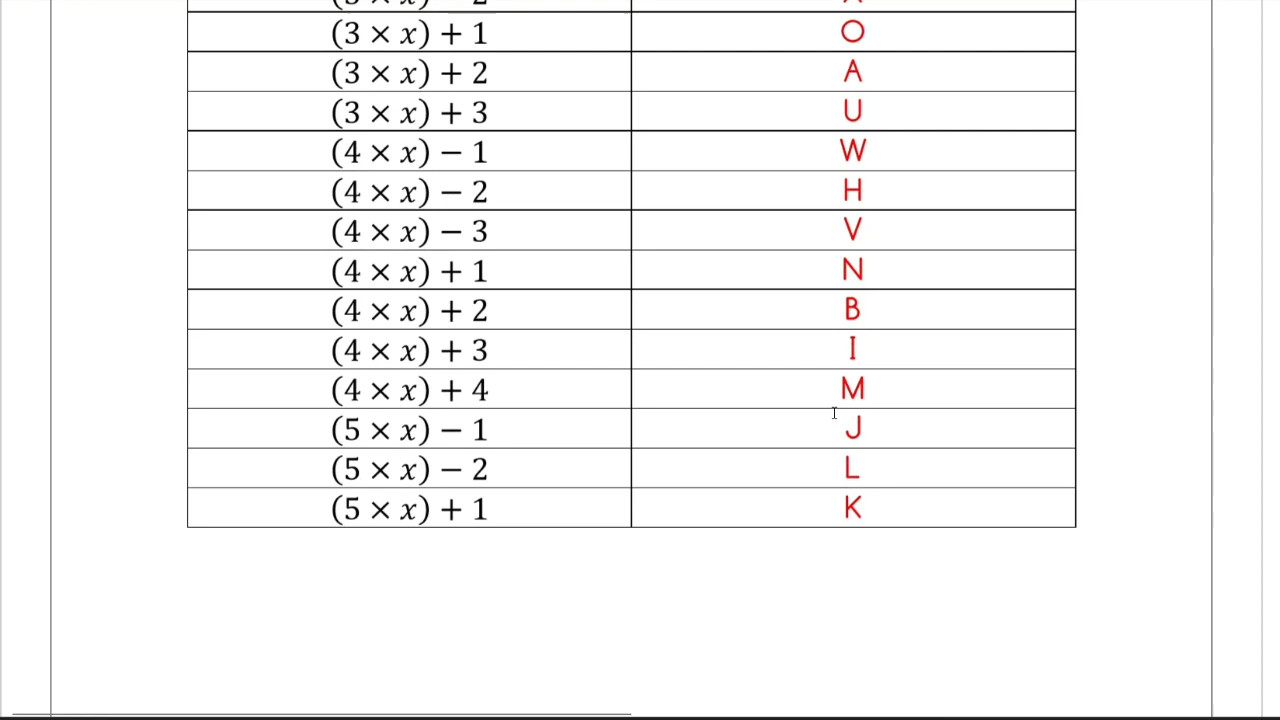 (3 × x) + 1 O
(3 × x) + 2 A
(3 × x) + 3 U
(4 × x) − 1 W
(4 × x) − 2 H
(4 × x) − 3 V
(4 × x) + 1 N
(4 × x) + 2 B
(4 × x) + 3 I
(4 × x) + 4 M
(5 × x) − 1 J
(5 × x) − 2 L
(5 × x) + 1 K